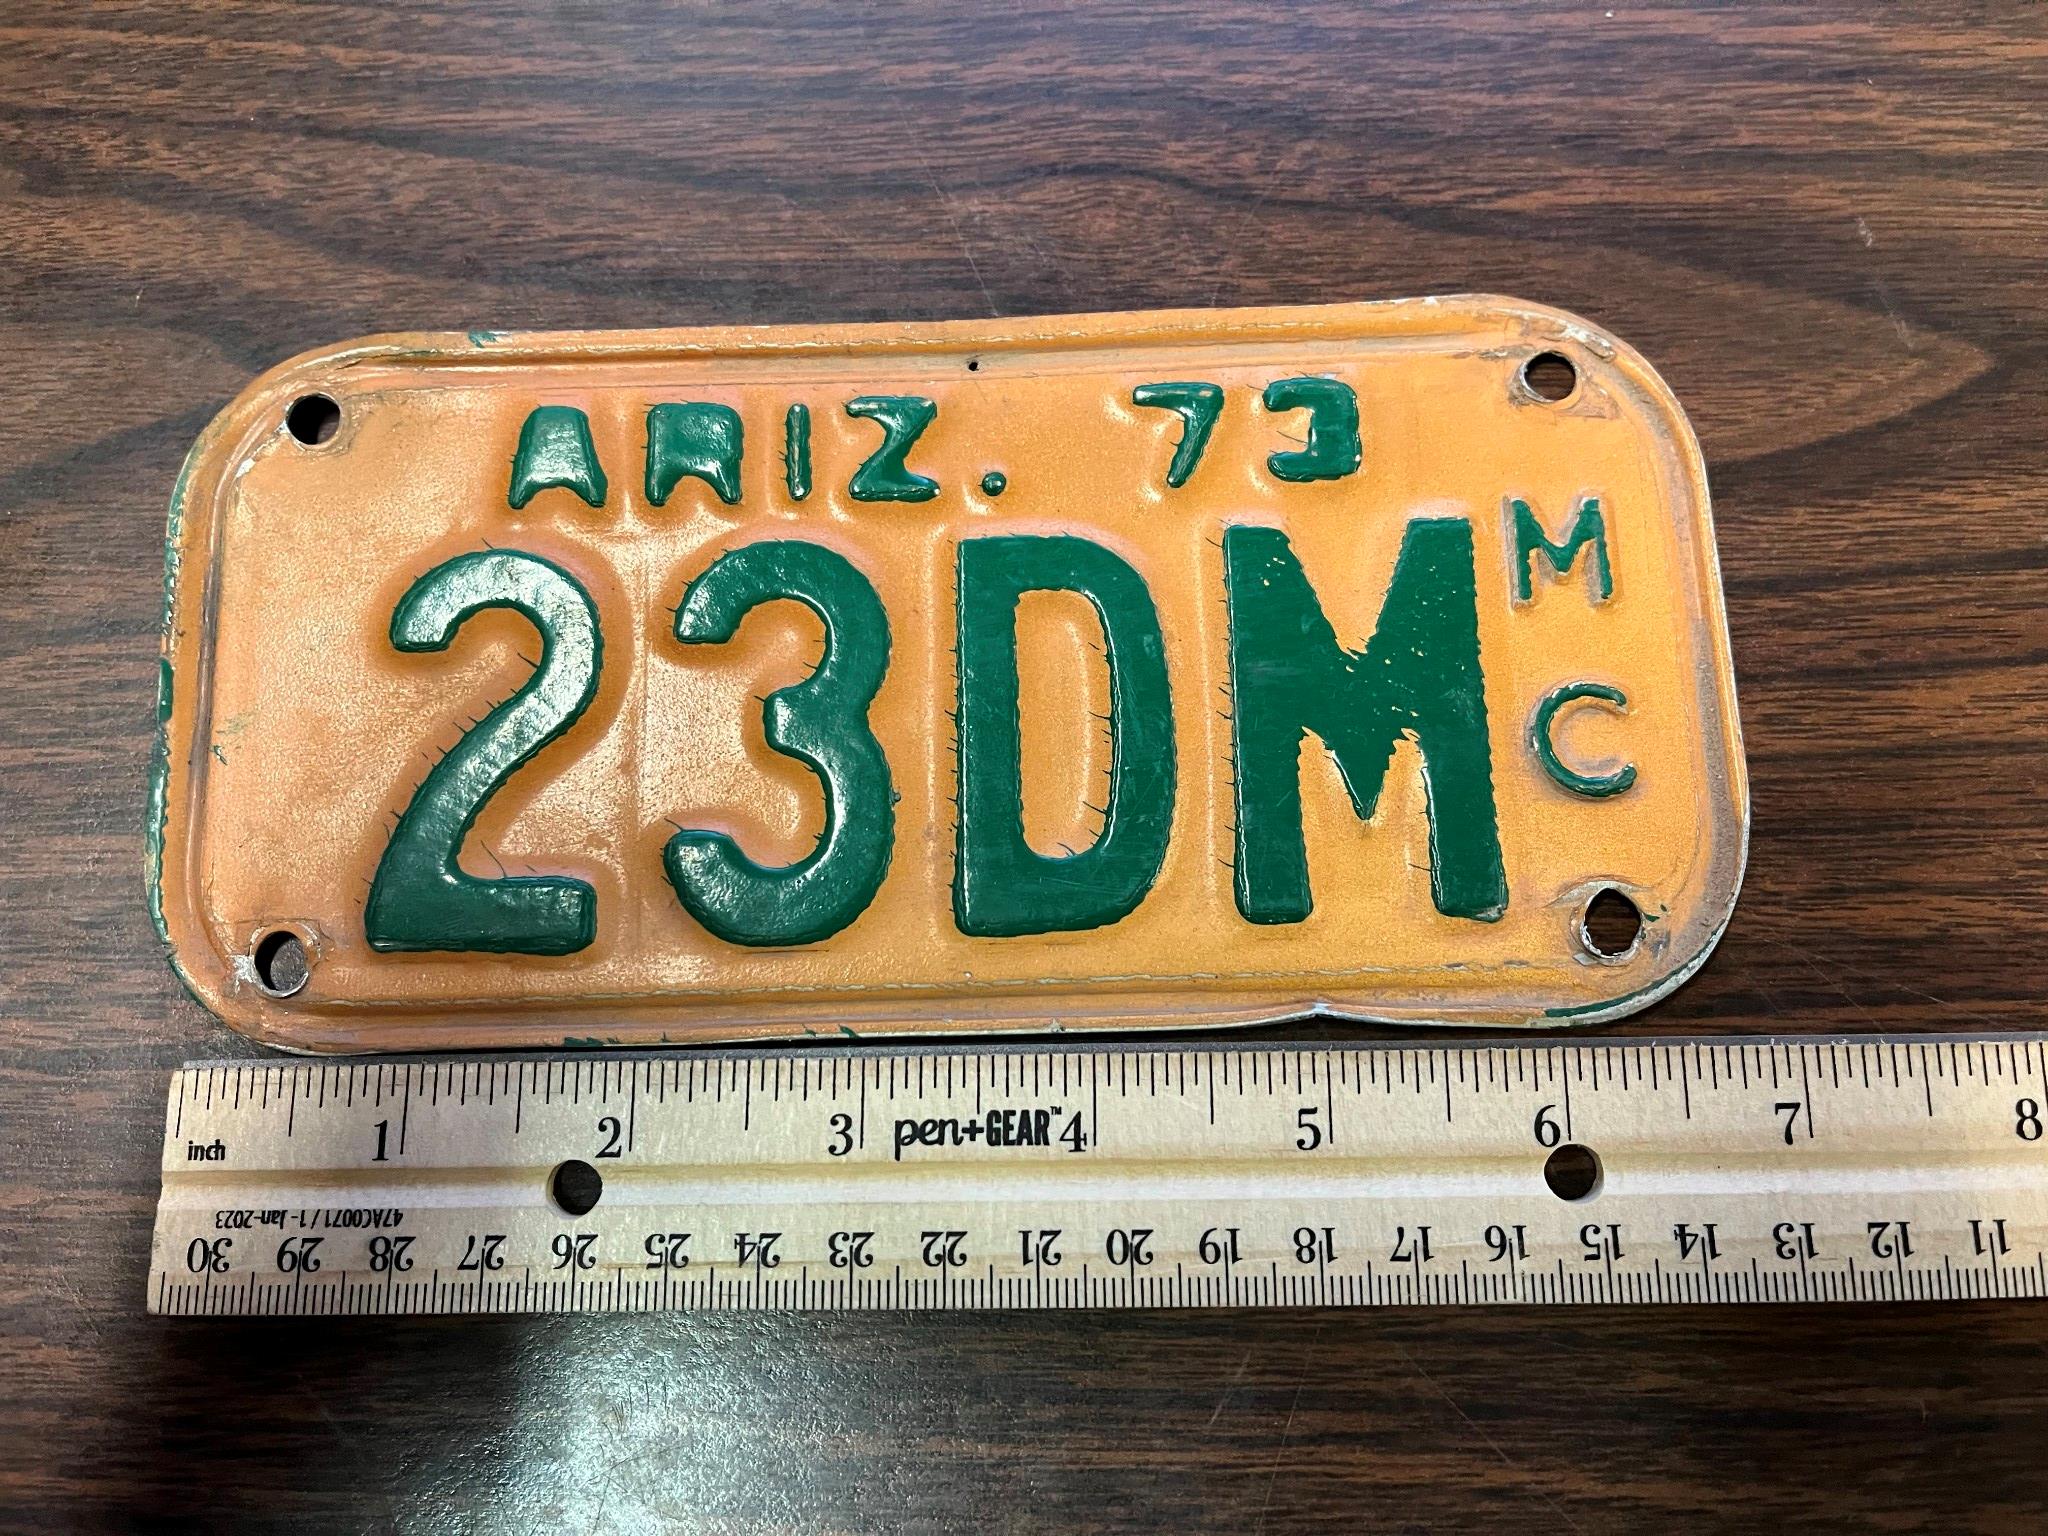 ARIZ. 73
23DM
M
C
1 2 3 pen+GEAR™ 4 5 6 7 8
inch
47AC0071/1-Jan-2023
30 29 28 27 26 25 24 23 22 21 20 19 18 17 16 15 14 13 12 11